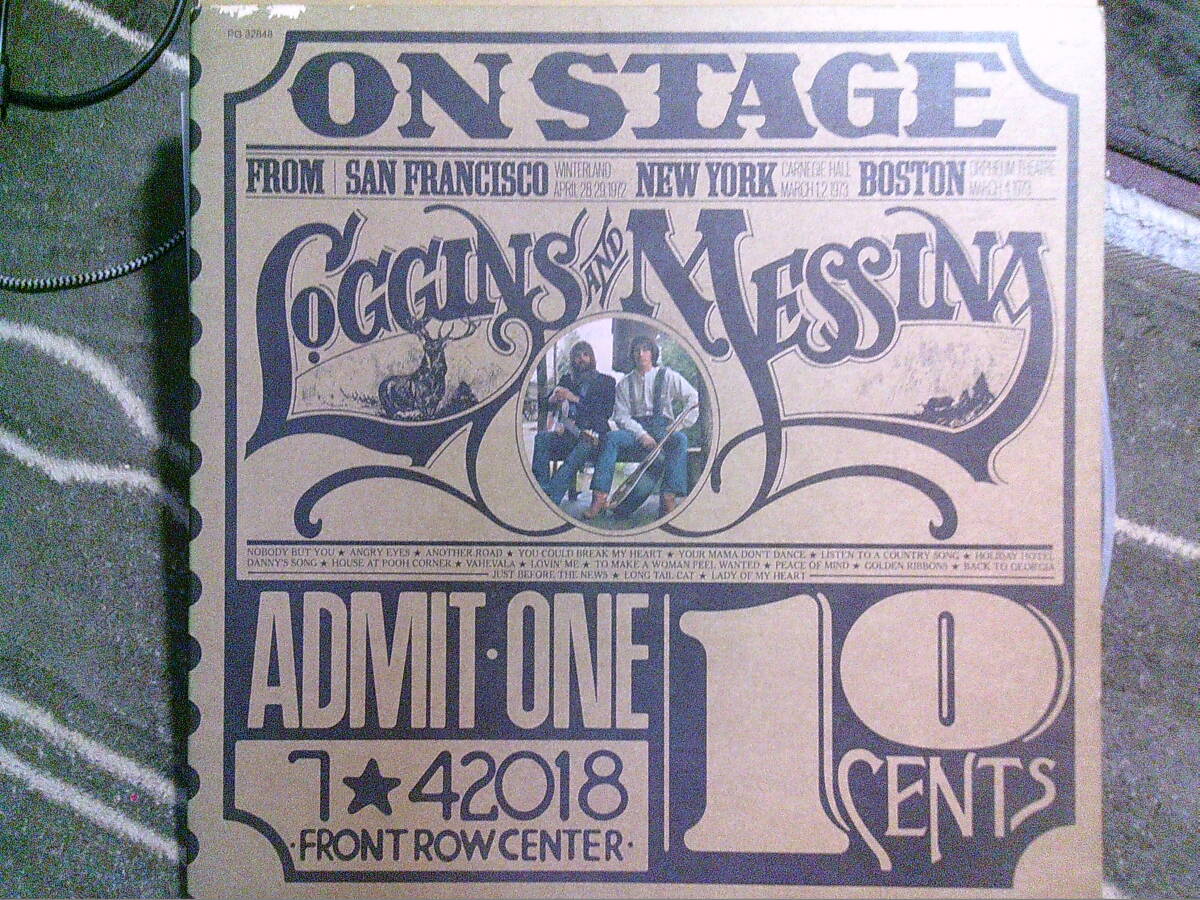 PG 32848
ON STAGE
FROM | SAN FRANCISCO WINTERLAND APRIL 28 29, 1972 NEW YORK CARNEGIE HALL MARCH 1, 2 1973 BOSTON ORPHEUM THEATRE MARCH 4, 1973
LOGGINS AND MESSINA
NOBODY BUT YOU ★ ANGRY EYES ★ ANOTHER ROAD ★ YOU COULD BREAK MY HEART ★ YOUR MAMA DON'T DANCE ★ LISTEN TO A COUNTRY SONG ★ HOLIDAY HOTEL
DANNY'S SONG ★ HOUSE AT POOH CORNER ★ VAHEVALA ★ LOVIN' ME ★ TO MAKE A WOMAN FEEL WANTED ★ PEACE OF MIND ★ GOLDEN RIBBONS ★ BACK TO GEORGIA
JUST BEFORE THE NEWS ★ LONG TAIL CAT ★ LADY OF MY HEART
ADMIT·ONE
10 CENTS
7★42018
·FRONT ROW CENTER·